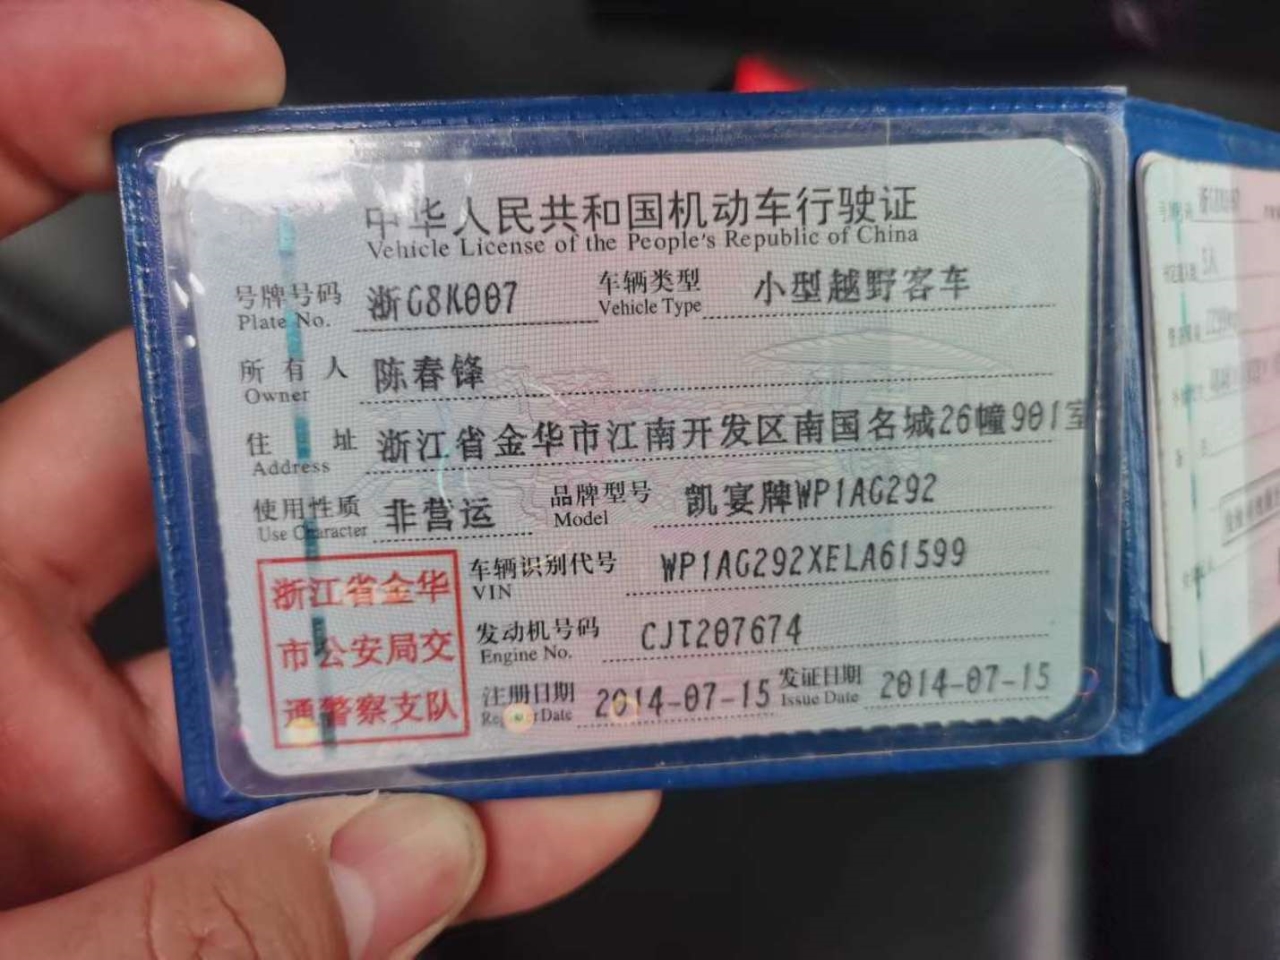 中华人民共和国机动车行驶证
Vehicle License of the People's Republic of China
号牌号码 浙G8K007 车辆类型 小型越野客车
Plate No. Vehicle Type
所有人 陈春锋
Owner
住址 浙江省金华市江南开发区南国名城26幢901室
Address
使用性质 非营运 品牌型号 凯宴牌WP1AG292
Use Character Model
浙江省金华
市公安局交
通警察支队
车辆识别代号 WP1AG292XELA61599
VIN
发动机号码 CJT207674
Engine No.
注册日期 2014-07-15 发证日期 2014-07-15
Register Date Issue Date